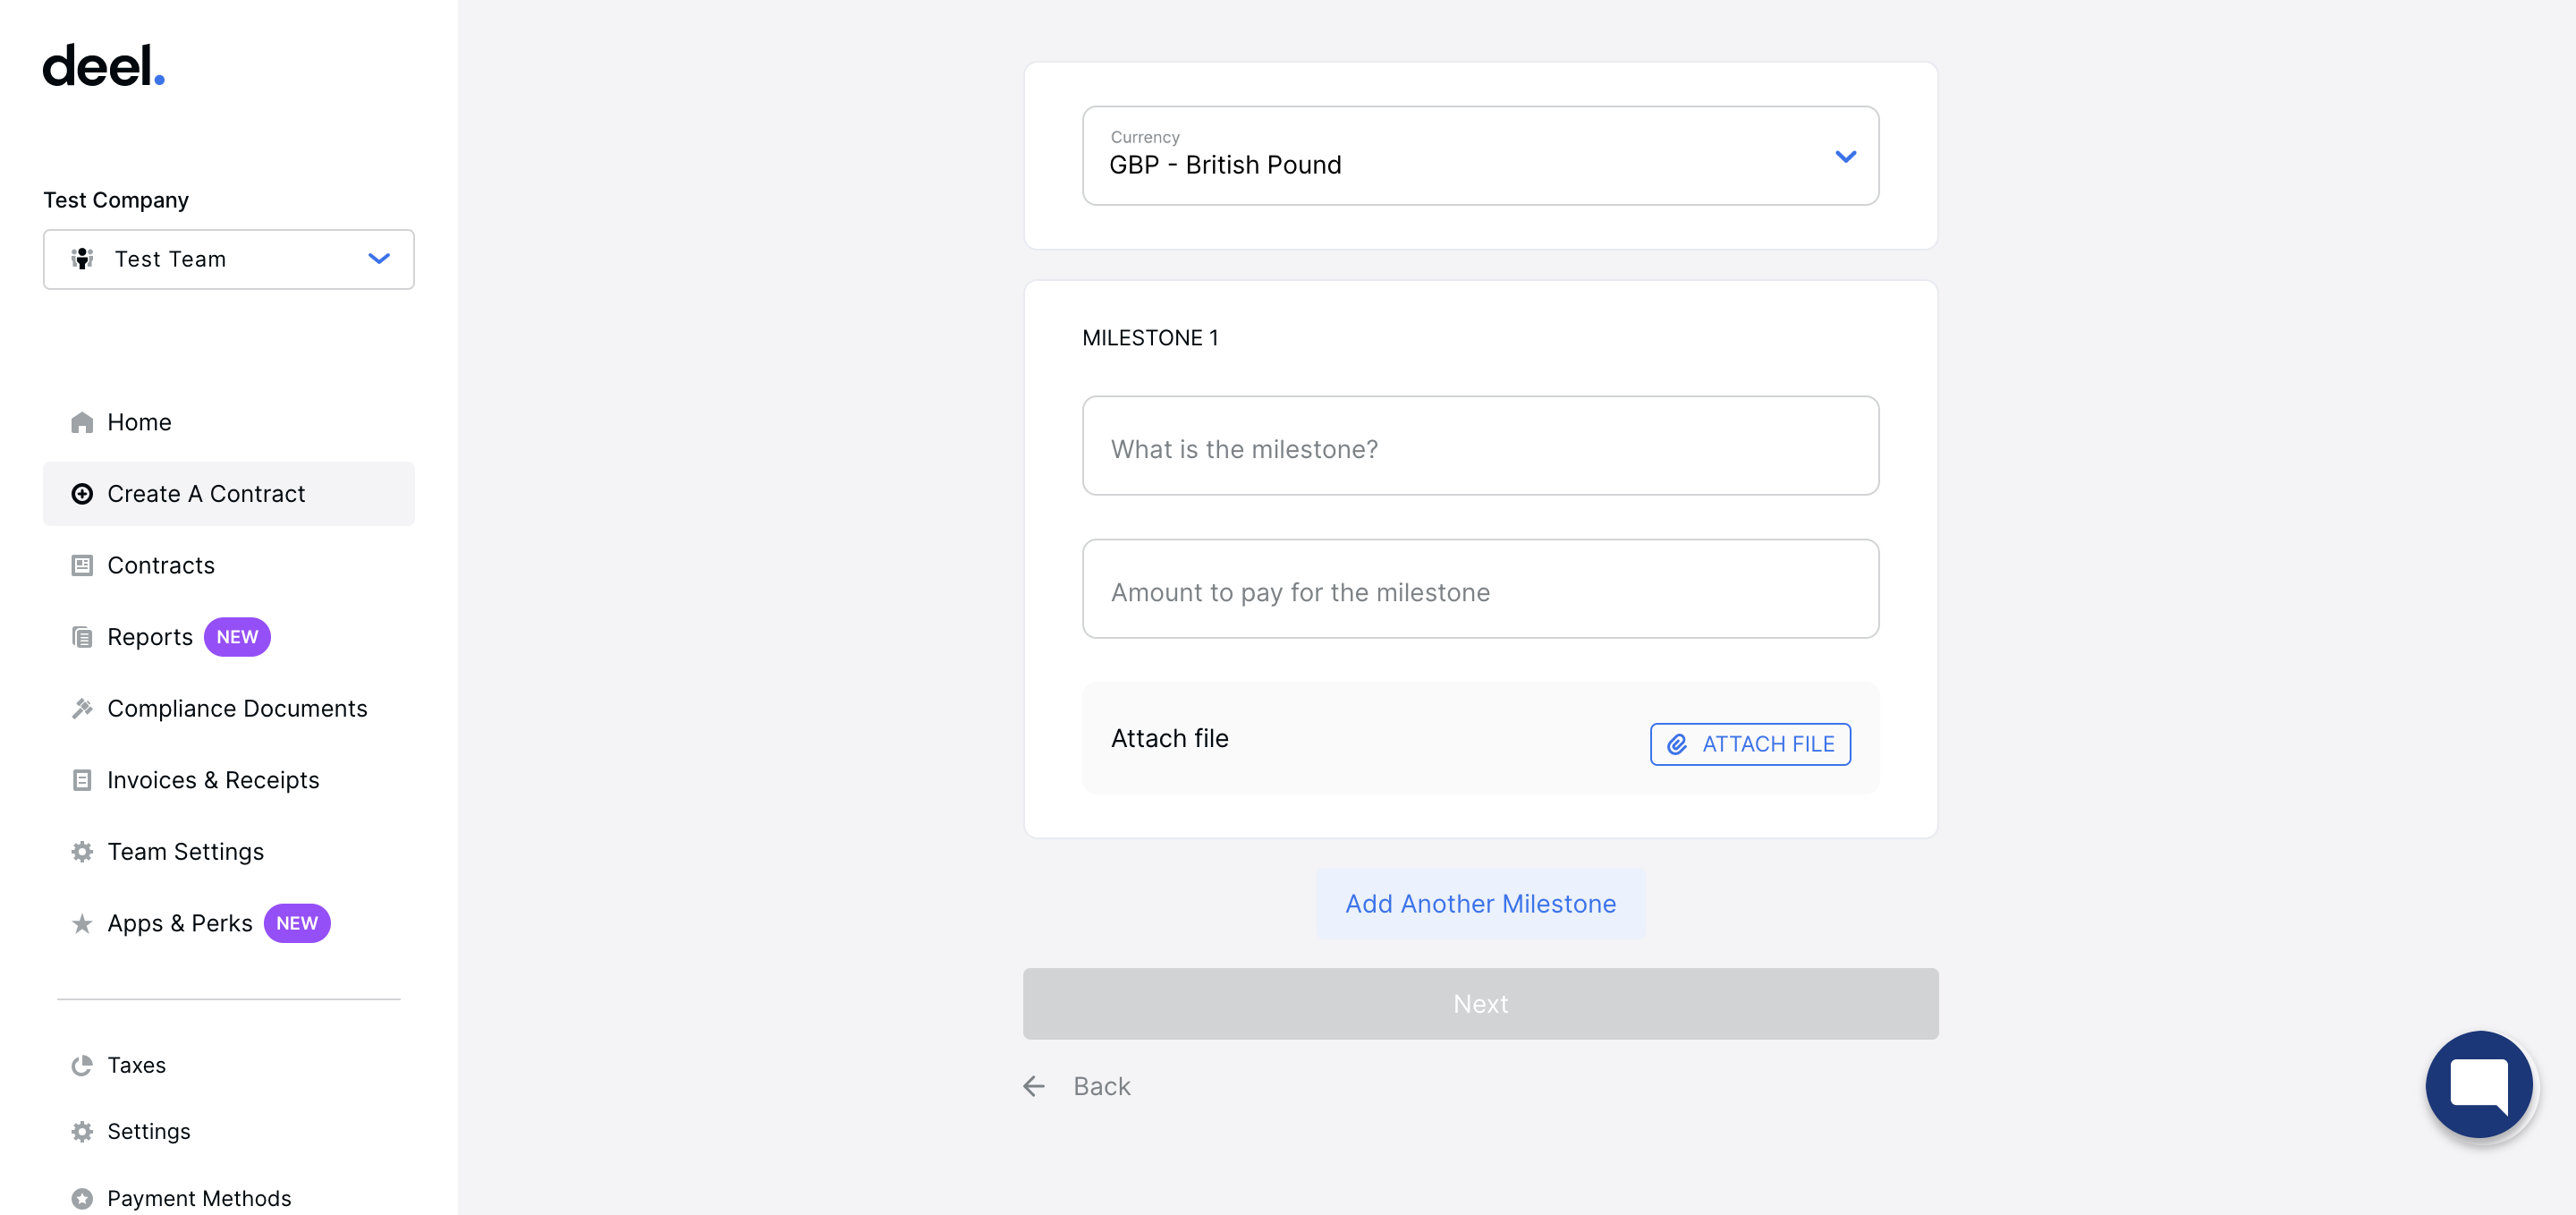 deel.
Test Company
Test Team
Home
Create A Contract
Contracts
Reports NEW
Compliance Documents
Invoices & Receipts
Team Settings
Apps & Perks NEW
Taxes
Settings
Payment Methods
Currency
GBP - British Pound
MILESTONE 1
What is the milestone?
Amount to pay for the milestone
Attach file ATTACH FILE
Add Another Milestone
Next
Back